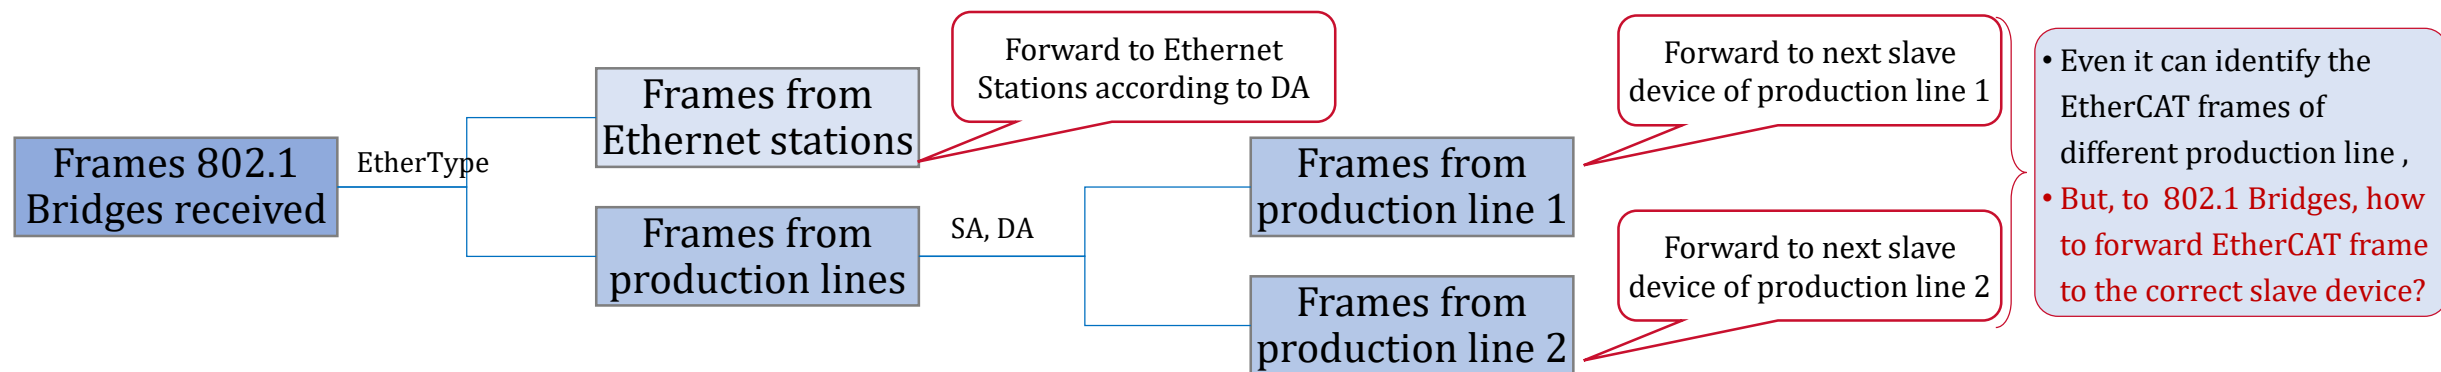 Frames 802.1
Bridges received
EtherType
Frames from
Ethernet stations
Forward to Ethernet
Stations according to DA
Frames from
production lines
SA, DA
Frames from
production line 1
Forward to next slave
device of production line 1
Frames from
production line 2
Forward to next slave
device of production line 2
• Even it can identify the
EtherCAT frames of
different production line ,
• But, to 802.1 Bridges, how
to forward EtherCAT frame
to the correct slave device?